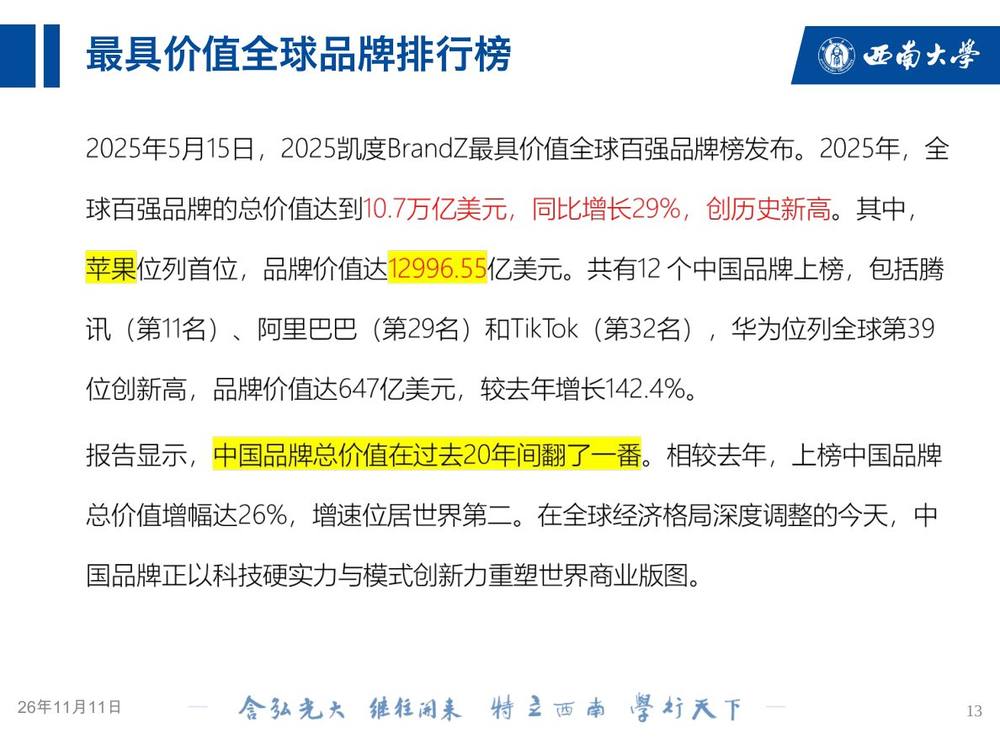 最具价值全球品牌排行榜
西南大学
2025年5月15日，2025凯度BrandZ最具价值全球百强品牌榜发布。2025年，全
球百强品牌的总价值达到10.7万亿美元，同比增长29%，创历史新高。其中，
苹果位列首位，品牌价值达12996.55亿美元。共有12 个中国品牌上榜，包括腾
讯（第11名）、阿里巴巴（第29名）和TikTok（第32名），华为位列全球第39
位创新高，品牌价值达647亿美元，较去年增长142.4%。
报告显示，中国品牌总价值在过去20年间翻了一番。相较去年，上榜中国品牌
总价值增幅达26%，增速位居世界第二。在全球经济格局深度调整的今天，中
国品牌正以科技硬实力与模式创新力重塑世界商业版图。
26年11月11日
含弘光大 继往开来 特立西南 學行天下
13